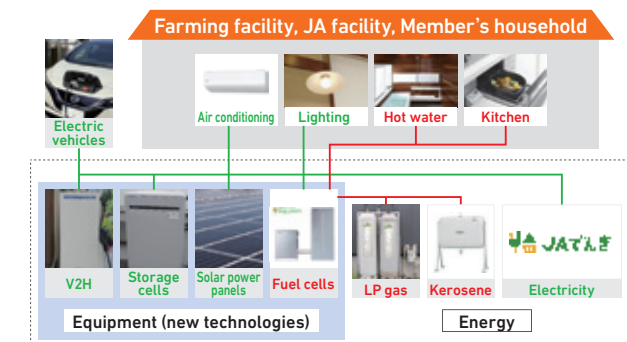 Farming facility, JA facility, Member's household
Electric
vehicles
Air conditioning
Lighting
Hot water
Kitchen
V2H
Storage
cells
Solar power
panels
Fuel cells
LP gas
Kerosene
JAでんき
Electricity
Equipment (new technologies)
Energy